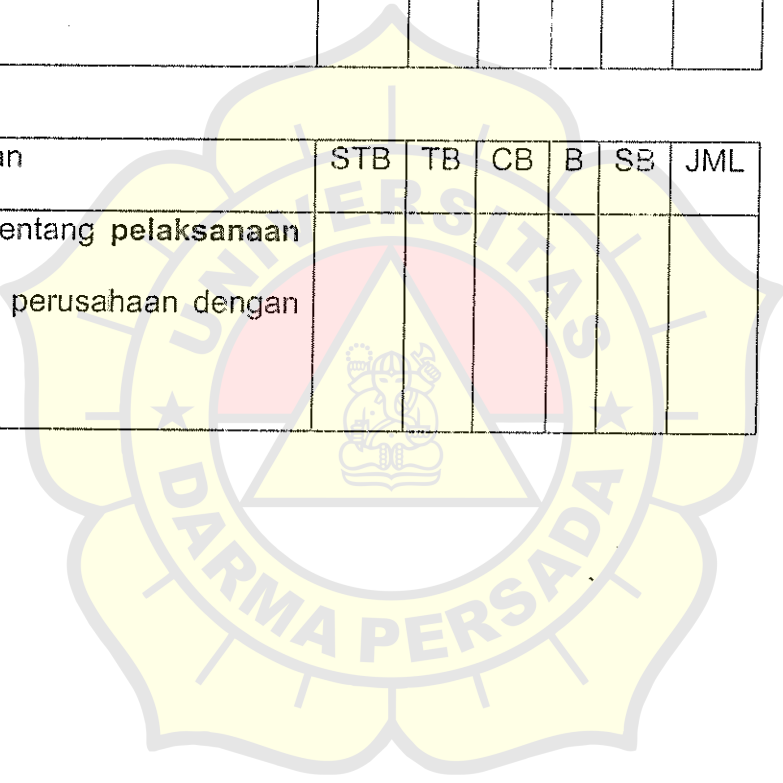 an STB TB CB B SB JML
entang pelaksanaan
perusahaan dengan
UNIVERSITAS
DARMA PERSADA